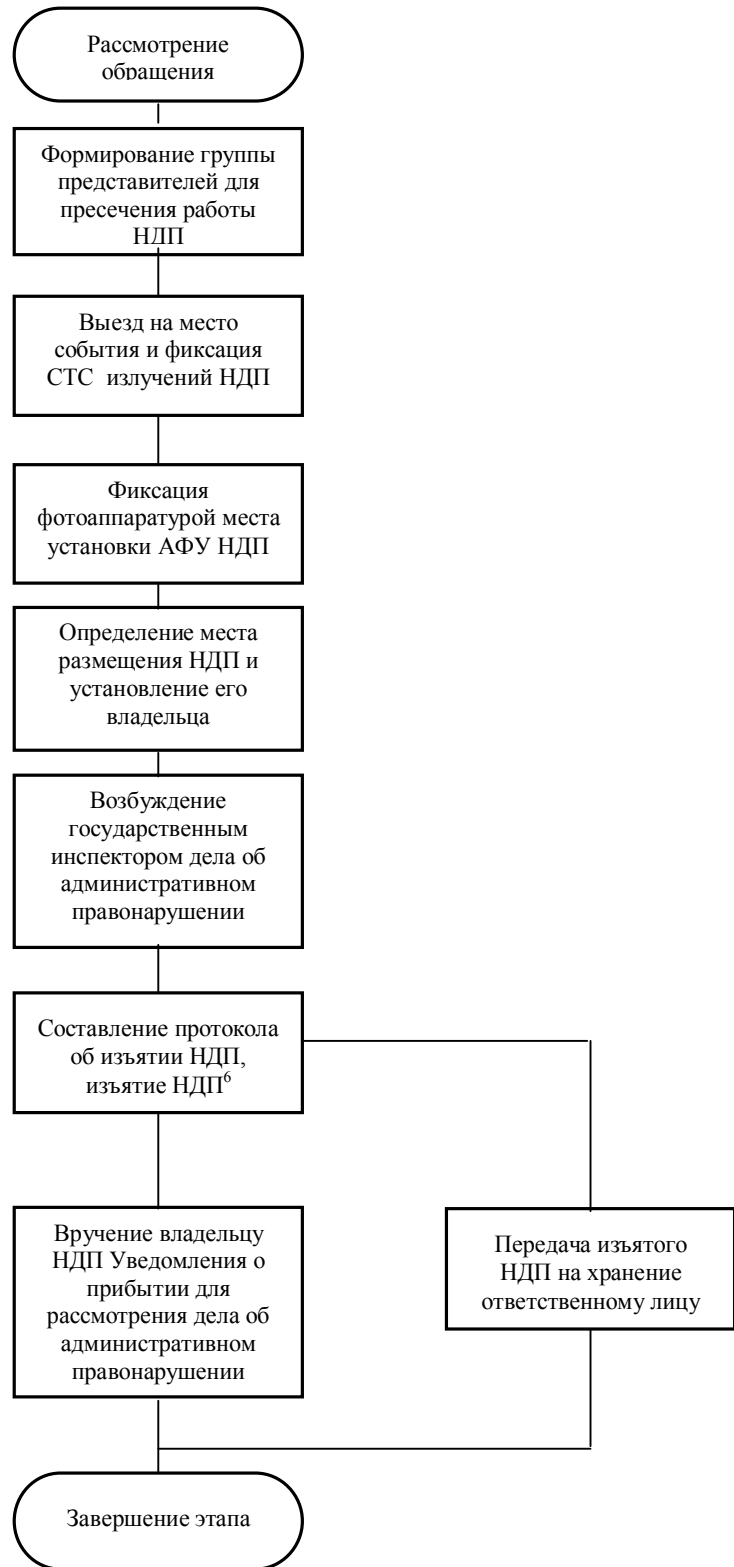 Рассмотрение
обращения
Формирование группы
представителей для
пресечения работы
НДП
Выезд на место
события и фиксация
СТС излучений НДП
Фиксация
фотоаппаратурой места
установки АФУ НДП
Определение места
размещения НДП и
установление его
владельца
Возбуждение
государственным
инспектором дела об
административном
правонарушении
Составление протокола
об изъятии НДП,
изъятие НДП⁶
Вручение владельцу
НДП Уведомления о
прибытии для
рассмотрения дела об
административном
правонарушении
Передача изъятого
НДП на хранение
ответственному лицу
Завершение этапа